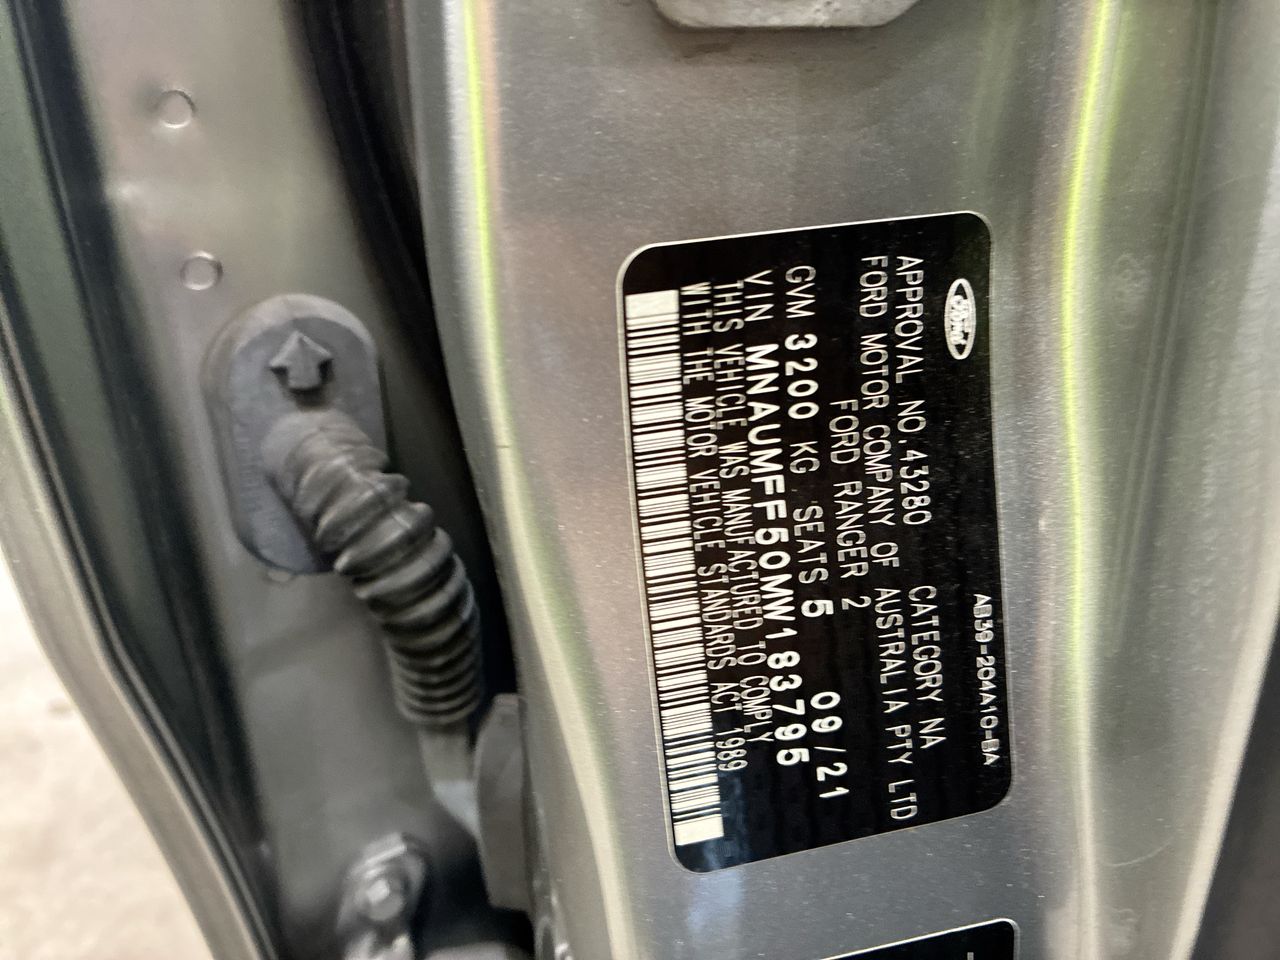 Ford
AB39-204A10-BA
APPROVAL NO.43280 CATEGORY NA
FORD MOTOR COMPANY OF AUSTRALIA PTY LTD
FORD RANGER 2
09/21
GVM 3200 KG SEATS 5
VIN MNAUMFF50MW183795
THIS VEHICLE WAS MANUFACTURED TO COMPLY
WITH THE MOTOR VEHICLE STANDARDS ACT 1989